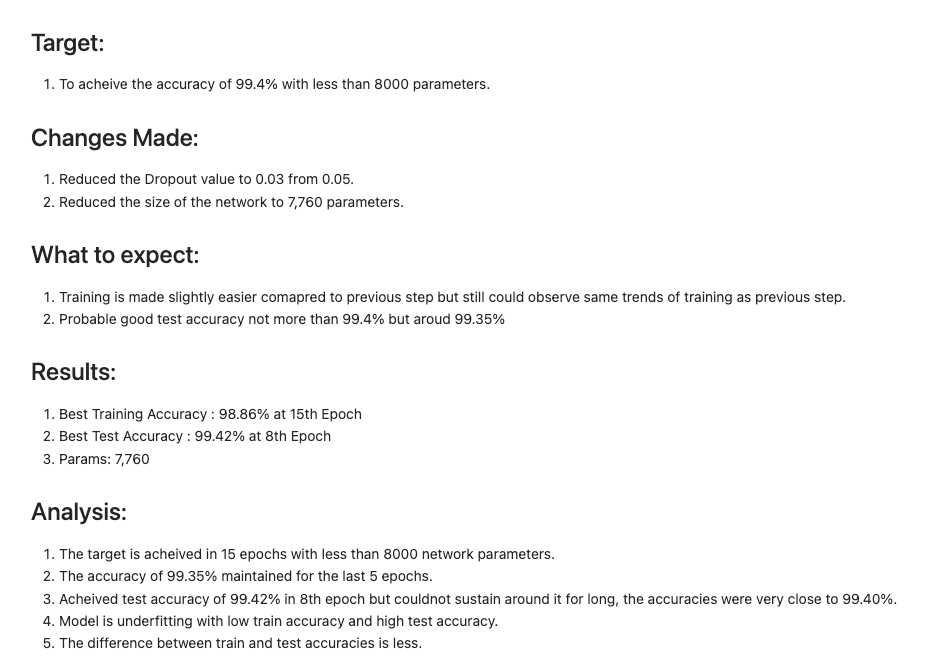 Target:
1. To acheive the accuracy of 99.4% with less than 8000 parameters.
Changes Made:
1. Reduced the Dropout value to 0.03 from 0.05.
2. Reduced the size of the network to 7,760 parameters.
What to expect:
1. Training is made slightly easier comapred to previous step but still could observe same trends of training as previous step.
2. Probable good test accuracy not more than 99.4% but aroud 99.35%
Results:
1. Best Training Accuracy : 98.86% at 15th Epoch
2. Best Test Accuracy : 99.42% at 8th Epoch
3. Params: 7,760
Analysis:
1. The target is acheived in 15 epochs with less than 8000 network parameters.
2. The accuracy of 99.35% maintained for the last 5 epochs.
3. Acheived test accuracy of 99.42% in 8th epoch but couldnot sustain around it for long, the accuracies were very close to 99.40%.
4. Model is underfitting with low train accuracy and high test accuracy.
5. The difference between train and test accuracies is less.